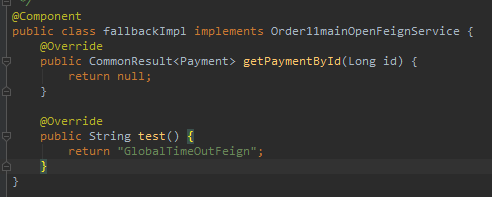 */
@Component
public class fallbackImpl implements Order11mainOpenFeignService {
@Override
public CommonResult<Payment> getPaymentById(Long id) {
return null;
}
@Override
public String test() {
return "GlobalTimeOutFeign";
}
}